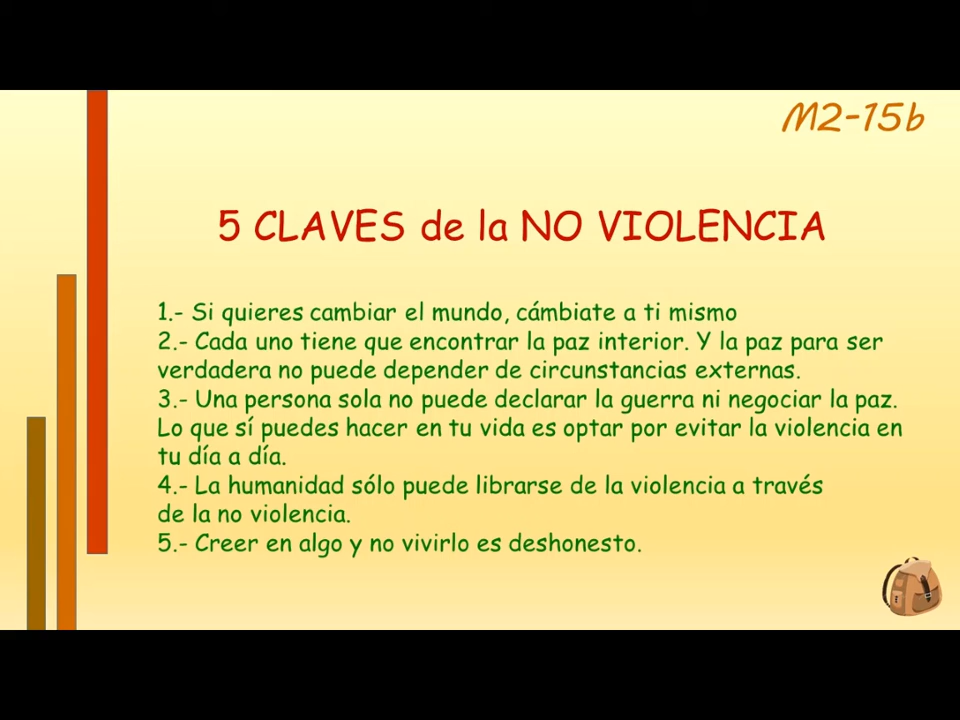 M2-15b
5 CLAVES de la NO VIOLENCIA
1.- Si quieres cambiar el mundo, cámbiate a ti mismo
2.- Cada uno tiene que encontrar la paz interior. Y la paz para ser
verdadera no puede depender de circunstancias externas.
3.- Una persona sola no puede declarar la guerra ni negociar la paz.
Lo que sí puedes hacer en tu vida es optar por evitar la violencia en
tu día a día.
4.- La humanidad sólo puede librarse de la violencia a través
de la no violencia.
5.- Creer en algo y no vivirlo es deshonesto.